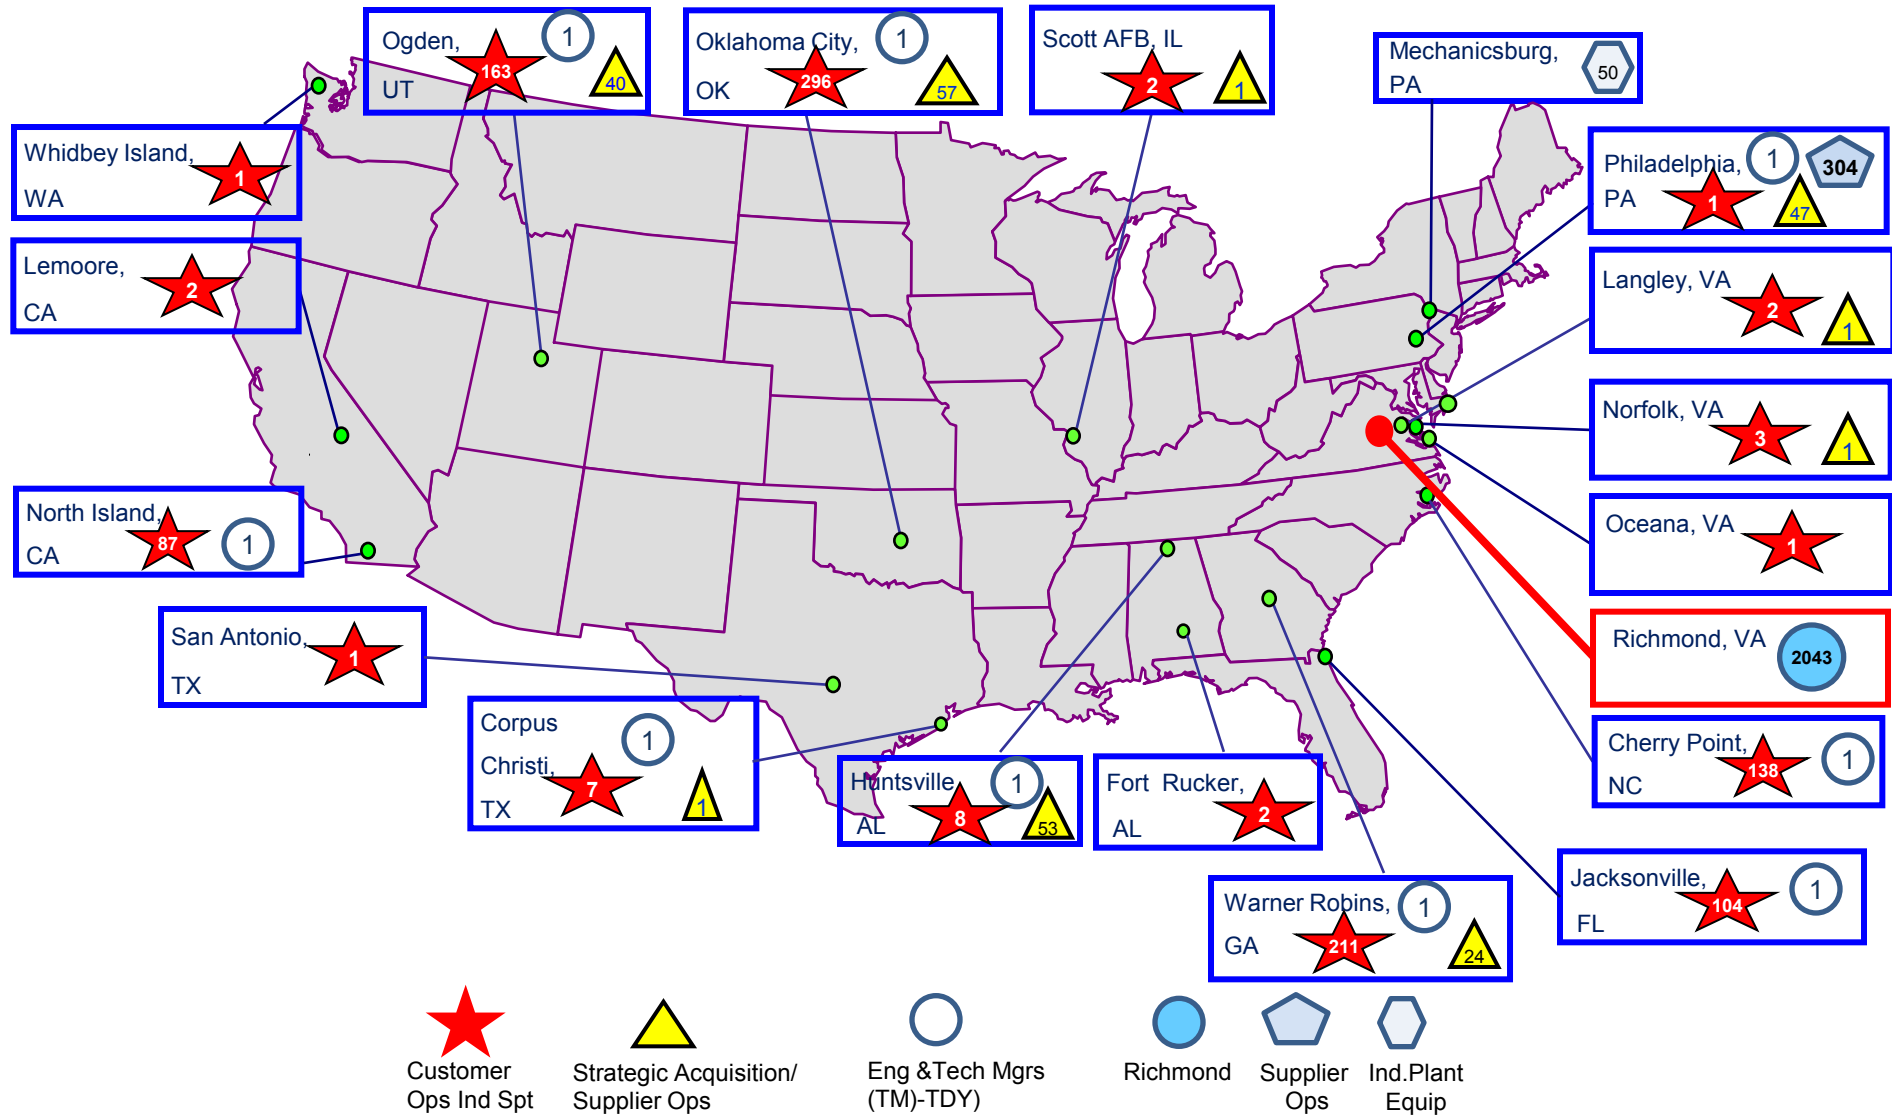 Ogden, 163 1
UT 40
Oklahoma City, 296 1
OK 57
Scott AFB, IL
2 1
Mechanicsburg,
PA 50
Whidbey Island,
WA 1
Philadelphia, 1 304
PA 1 47
Lemoore,
CA 2
Langley, VA
2 1
Norfolk, VA
3 1
North Island,
CA 87 1
Oceana, VA
1
San Antonio,
TX 1
Richmond, VA 2043
Corpus
Christi,
TX 7 1 1
Huntsville 1
AL 8 53
Fort Rucker,
AL 2
Cherry Point,
NC 138 1
Warner Robins, 1
GA 211 24
Jacksonville, 1
FL 104
Customer
Ops Ind Spt
Strategic Acquisition/
Supplier Ops
Eng &Tech Mgrs
(TM)-TDY)
Richmond
Supplier
Ops
Ind.Plant
Equip